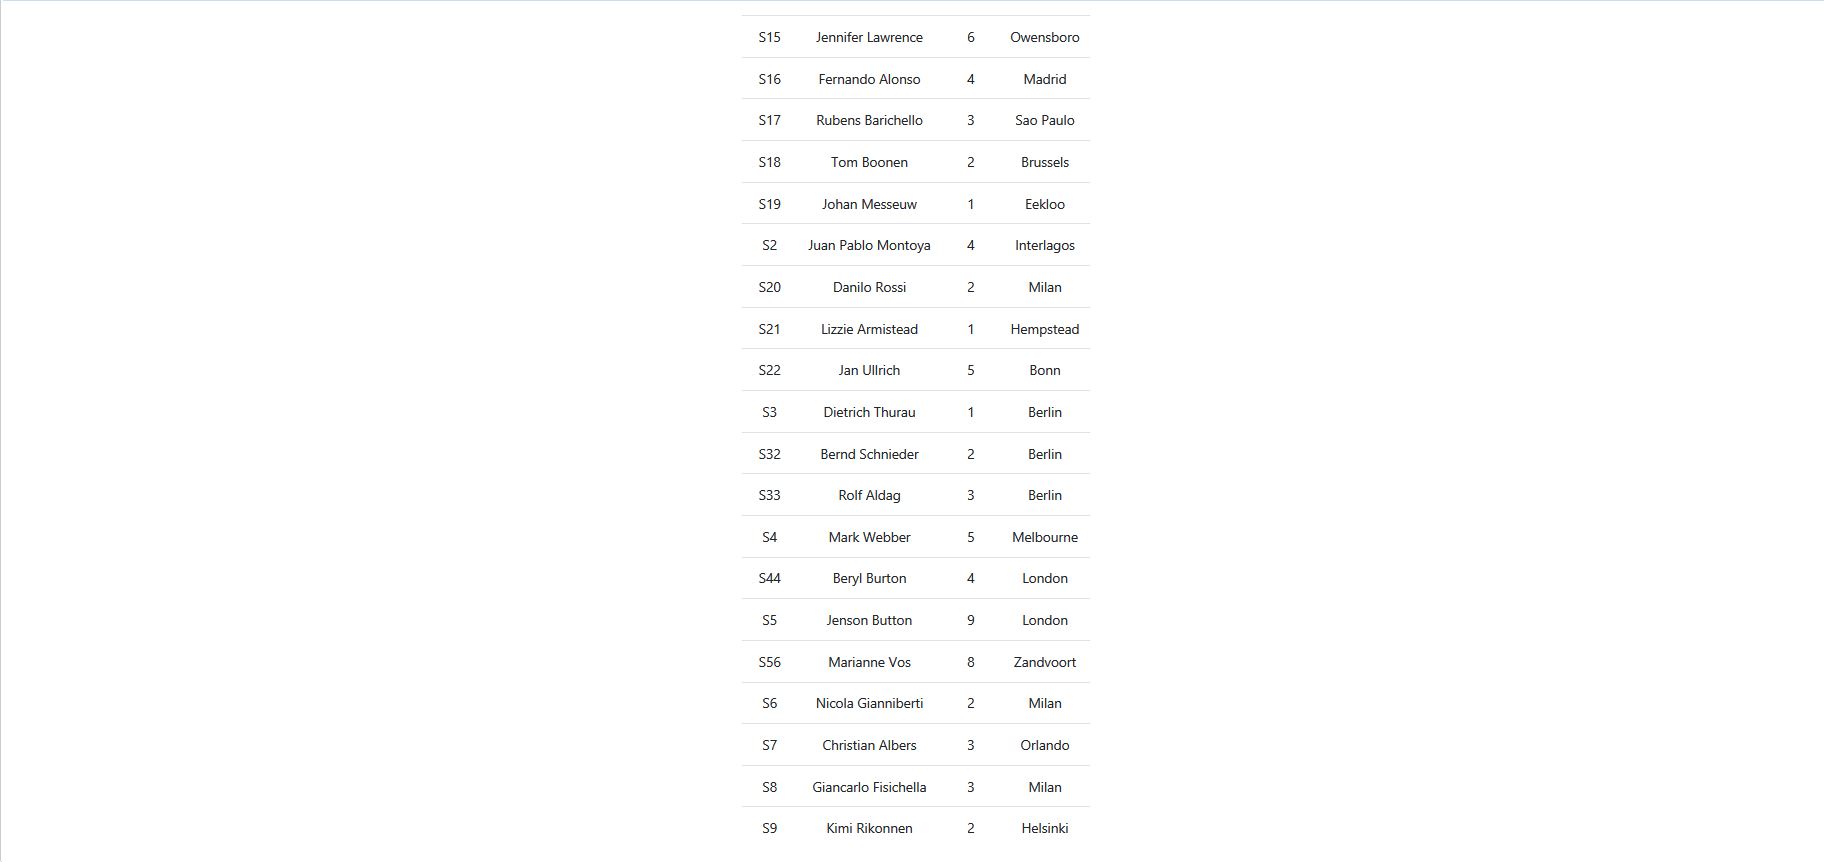 S15 Jennifer Lawrence 6 Owensboro
S16 Fernando Alonso 4 Madrid
S17 Rubens Barichello 3 Sao Paulo
S18 Tom Boonen 2 Brussels
S19 Johan Messeuw 1 Eekloo
S2 Juan Pablo Montoya 4 Interlagos
S20 Danilo Rossi 2 Milan
S21 Lizzie Armistead 1 Hempstead
S22 Jan Ullrich 5 Bonn
S3 Dietrich Thurau 1 Berlin
S32 Bernd Schnieder 2 Berlin
S33 Rolf Aldag 3 Berlin
S4 Mark Webber 5 Melbourne
S44 Beryl Burton 4 London
S5 Jenson Button 9 London
S56 Marianne Vos 8 Zandvoort
S6 Nicola Gianniberti 2 Milan
S7 Christian Albers 3 Orlando
S8 Giancarlo Fisichella 3 Milan
S9 Kimi Rikonnen 2 Helsinki